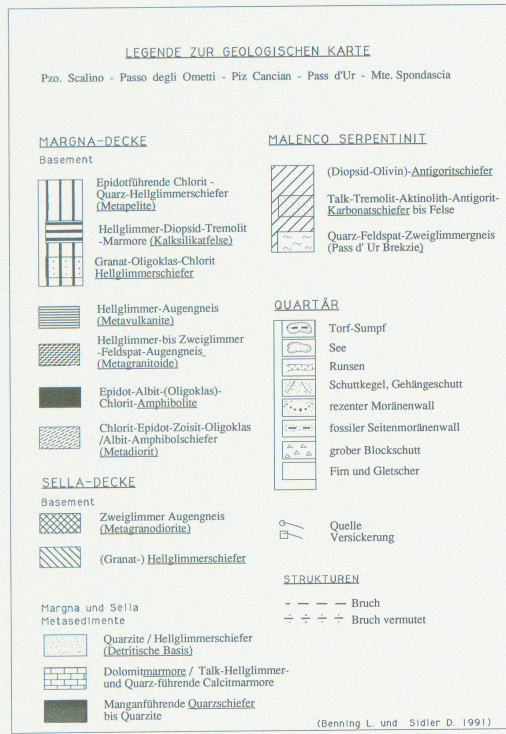 LEGENDE ZUR GEOLOGISCHEN KARTE
Pzo. Scalino - Passo degli Ometti - Piz Cancian - Pass d'Ur - Mte. Spondascia
MARGNA-DECKE
Basement
Epidotführende Chlorit -
Quarz-Hellglimmerschiefer
(Metapelite)
Hellglimmer-Diopsid-Tremolit
-Marmore (Kalksilikatfelse)
Granat-Oligoklas-Chlorit
Hellglimmerschiefer
Hellglimmer-Augengneis
(Metavulkanite)
Hellglimmer-bis Zweiglimmer
-Feldspat-Augengneis
(Metagranitoide)
Epidot-Albit-(Oligoklas)-
Chlorit-Amphibolite
Chlorit-Epidot-Zoisit-Oligoklas
/Albit-Amphibolschiefer
(Metadiorit)
SELLA-DECKE
Basement
Zweiglimmer Augengneis
(Metagranodiorite)
(Granat-) Hellglimmerschiefer
Margna und Sella
Metasedimente
Quarzite / Hellglimmerschiefer
(Detritische Basis)
Dolomitmarmore / Talk-Hellglimmer-
und Quarz-führende Calcitmarmore
Manganführende Quarzschiefer
bis Quarzite
MALENCO SERPENTINIT
(Diopsid-Olivin)-Antigoritschiefer
Talk-Tremolit-Aktinolith-Antigorit-
Karbonatschiefer bis Felse
Quarz-Feldspat-Zweiglimmergneis
(Pass d' Ur Brekzie)
QUARTÄR
Torf-Sumpf
See
Runsen
Schuttkegel, Gehängeschutt
rezenter Moränenwall
fossiler Seitenmoränenwall
grober Blockschutt
Firn und Gletscher
Quelle
Versickerung
STRUKTUREN
Bruch
Bruch vermutet
(Benning L. und Sidler D. 1991)